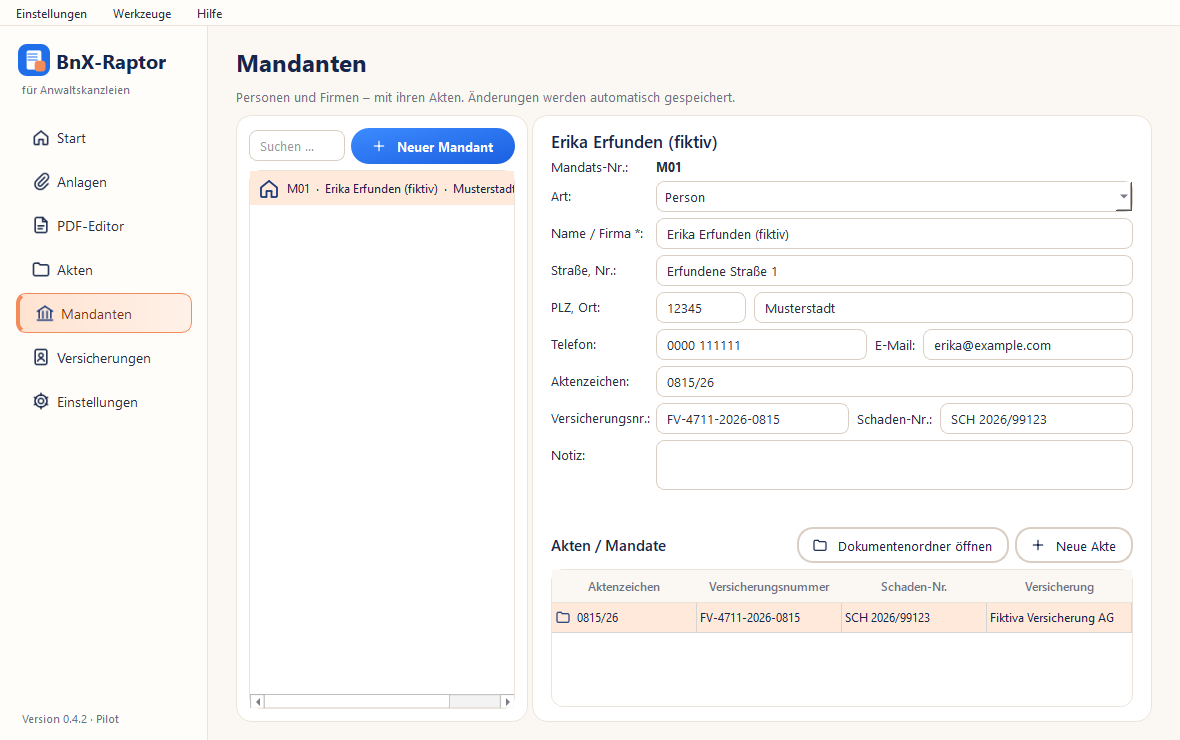 Einstellungen Werkzeuge Hilfe
BnX-Raptor
für Anwaltskanzleien
Start
Anlagen
PDF-Editor
Akten
Mandanten
Versicherungen
Einstellungen
Version 0.4.2 · Pilot
Mandanten
Personen und Firmen – mit ihren Akten. Änderungen werden automatisch gespeichert.
Suchen ... + Neuer Mandant
M01 · Erika Erfunden (fiktiv) · Musterstadt
Erika Erfunden (fiktiv)
Mandats-Nr.: M01
Art: Person
Name / Firma *: Erika Erfunden (fiktiv)
Straße, Nr.: Erfundene Straße 1
PLZ, Ort: 12345 Musterstadt
Telefon: 0000 111111 E-Mail: erika@example.com
Aktenzeichen: 0815/26
Versicherungsnr.: FV-4711-2026-0815 Schaden-Nr.: SCH 2026/99123
Notiz:
Akten / Mandate Dokumentenordner öffnen + Neue Akte
Aktenzeichen Versicherungsnummer Schaden-Nr. Versicherung
0815/26 FV-4711-2026-0815 SCH 2026/99123 Fiktiva Versicherung AG